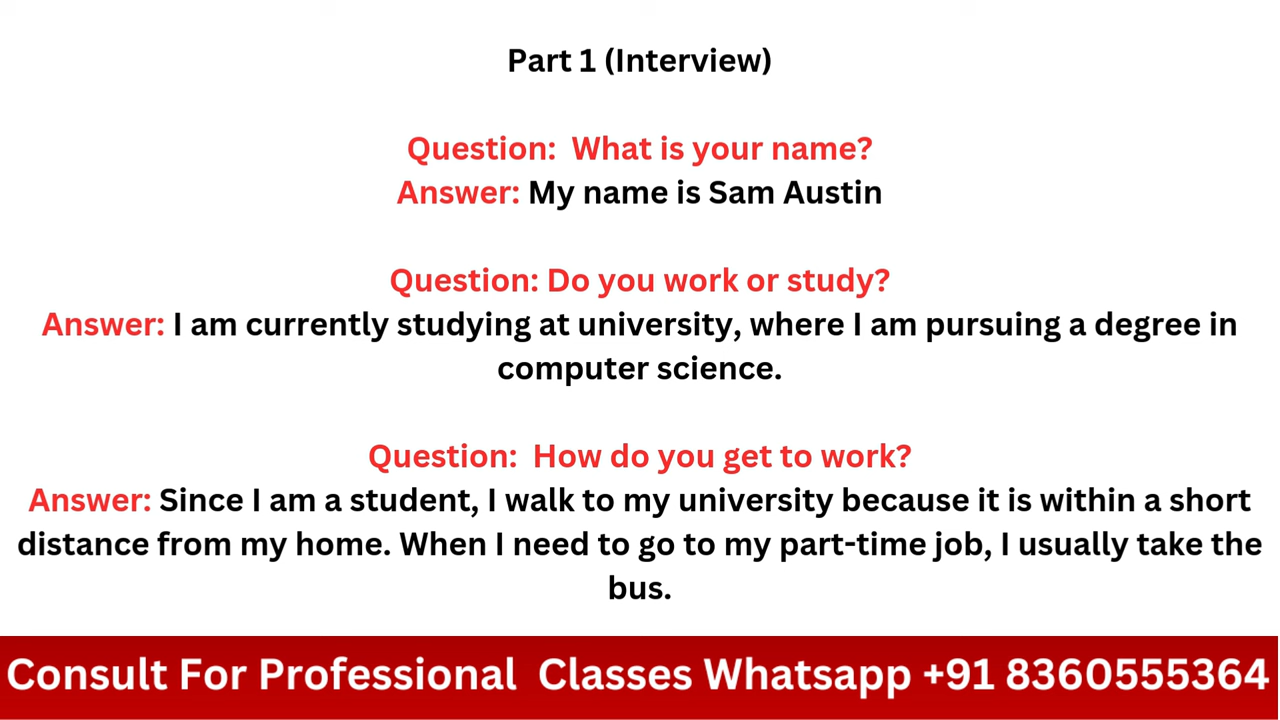 Part 1 (Interview)
Question: What is your name?
Answer: My name is Sam Austin
Question: Do you work or study?
Answer: I am currently studying at university, where I am pursuing a degree in
computer science.
Question: How do you get to work?
Answer: Since I am a student, I walk to my university because it is within a short
distance from my home. When I need to go to my part-time job, I usually take the
bus.
Consult For Professional Classes Whatsapp +91 8360555364